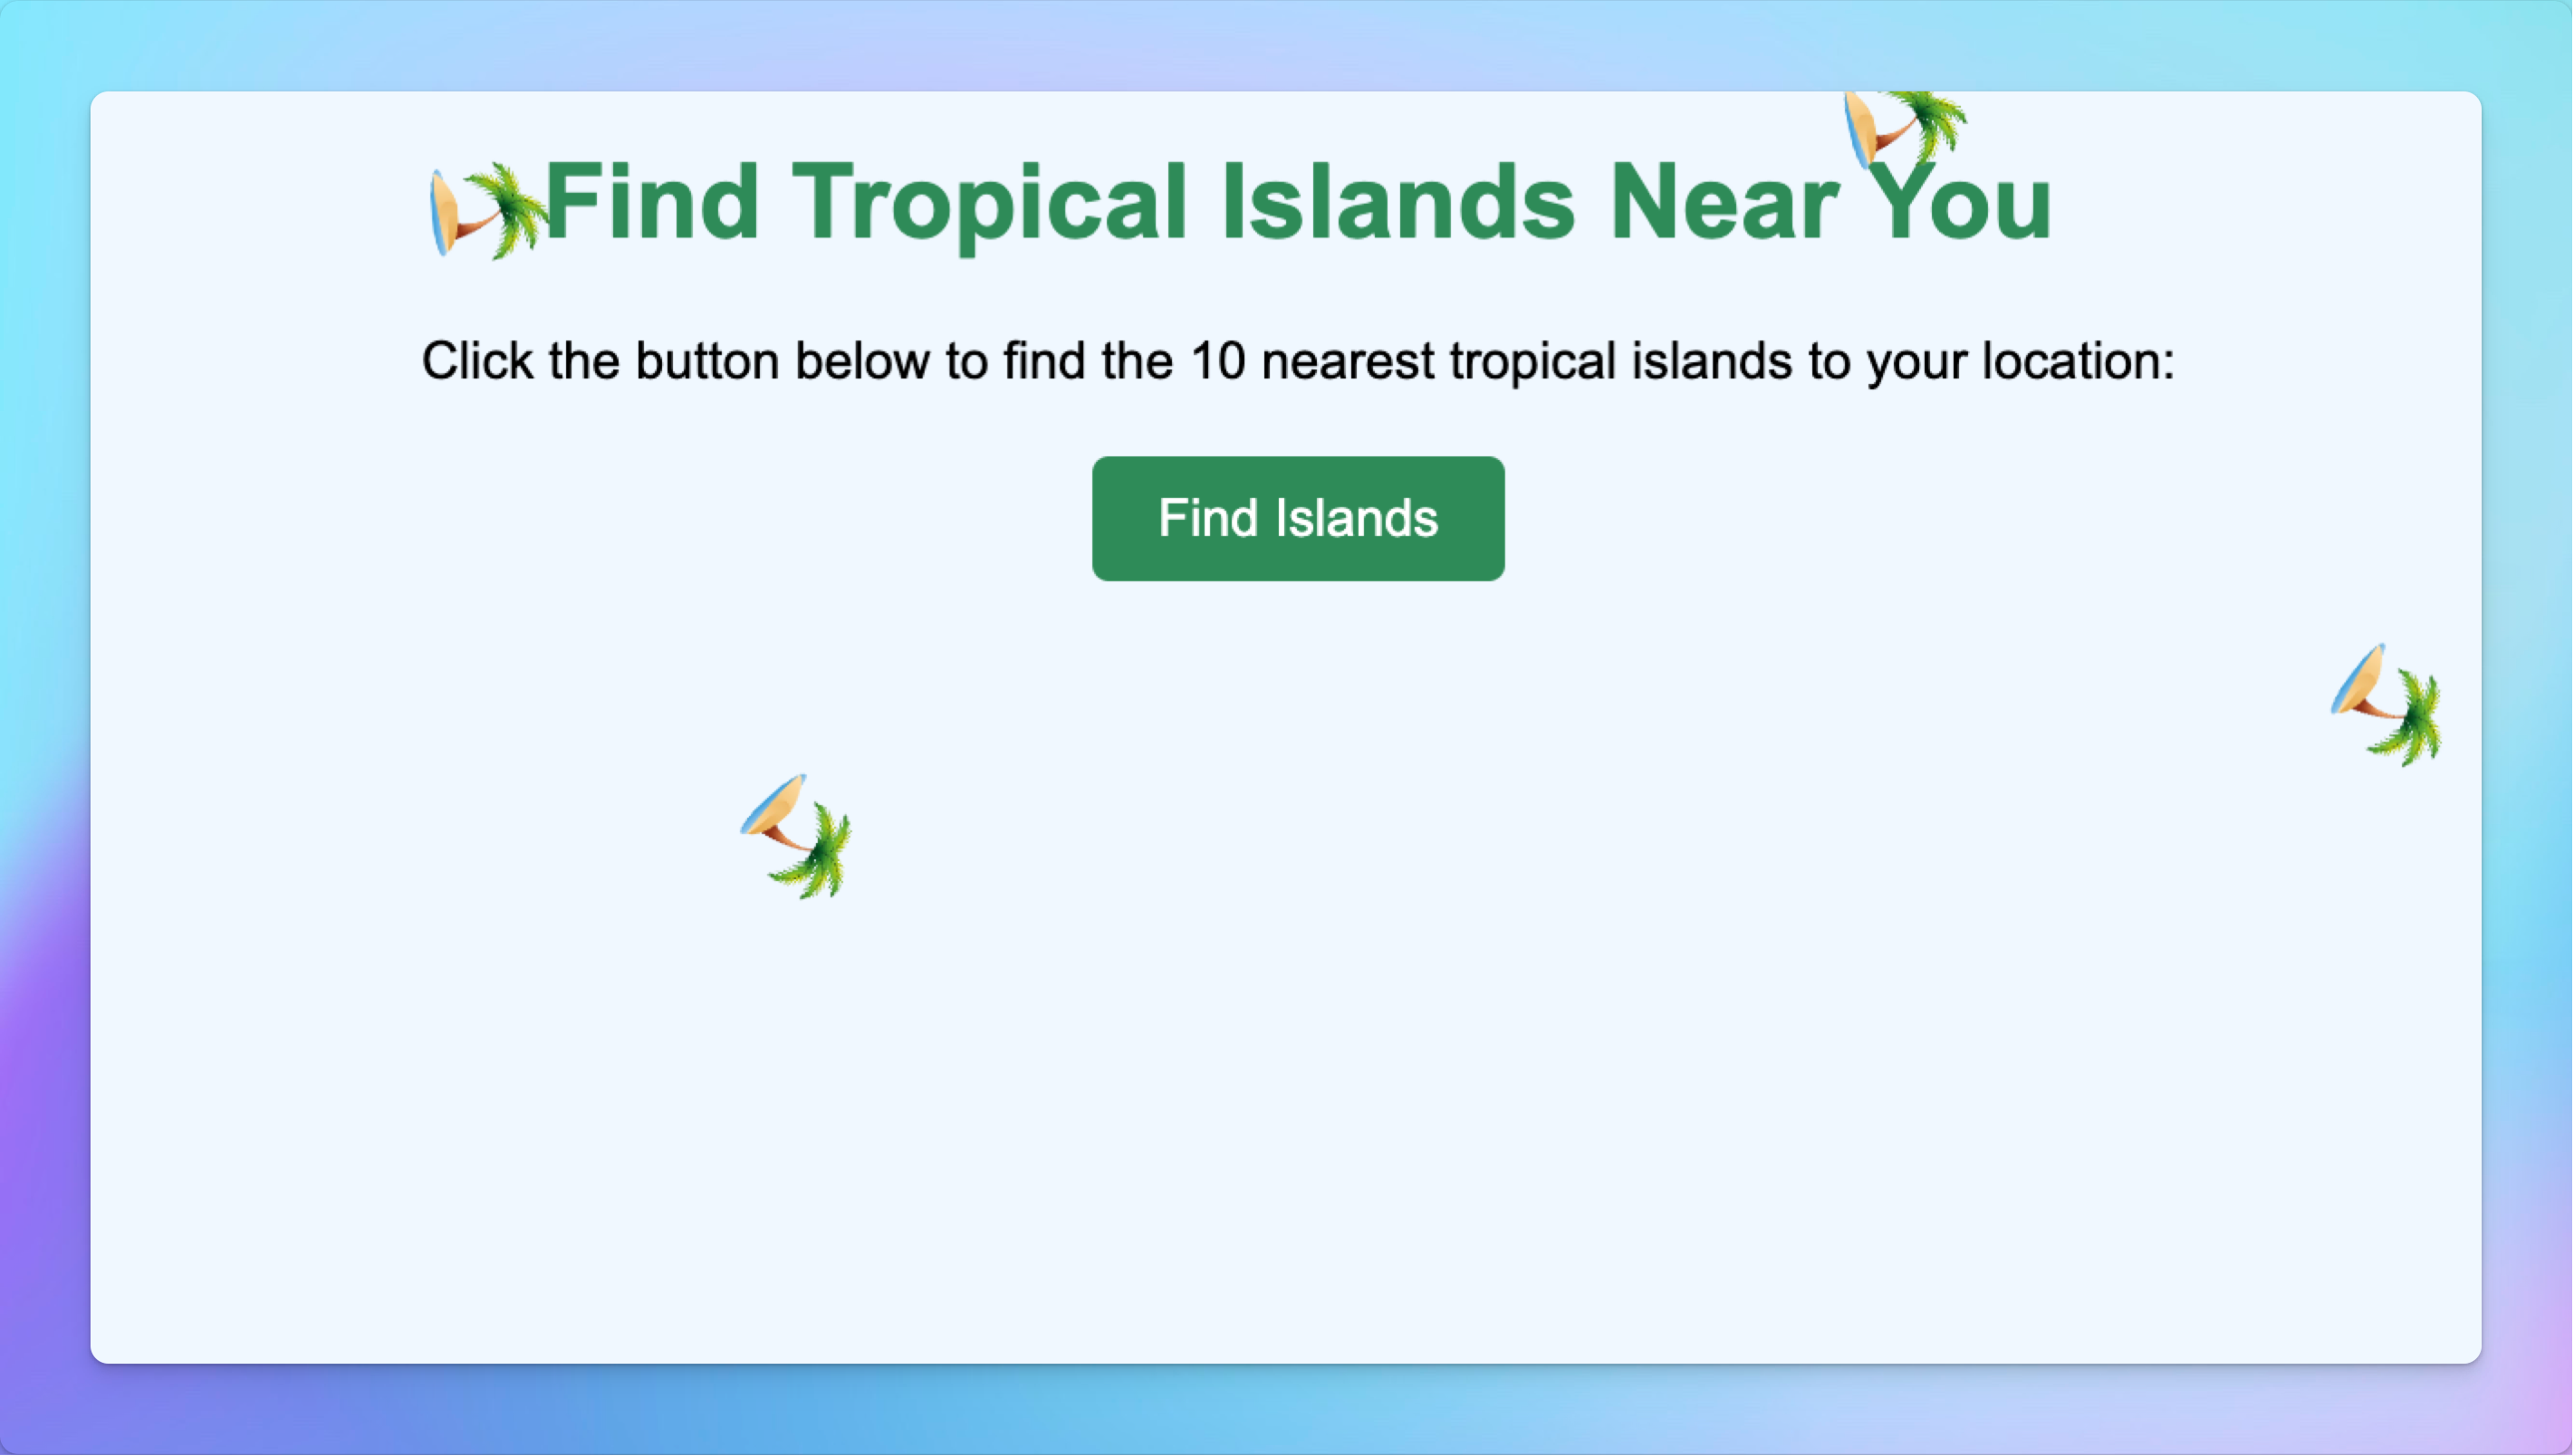 Find Tropical Islands Near You
Click the button below to find the 10 nearest tropical islands to your location:
Find Islands